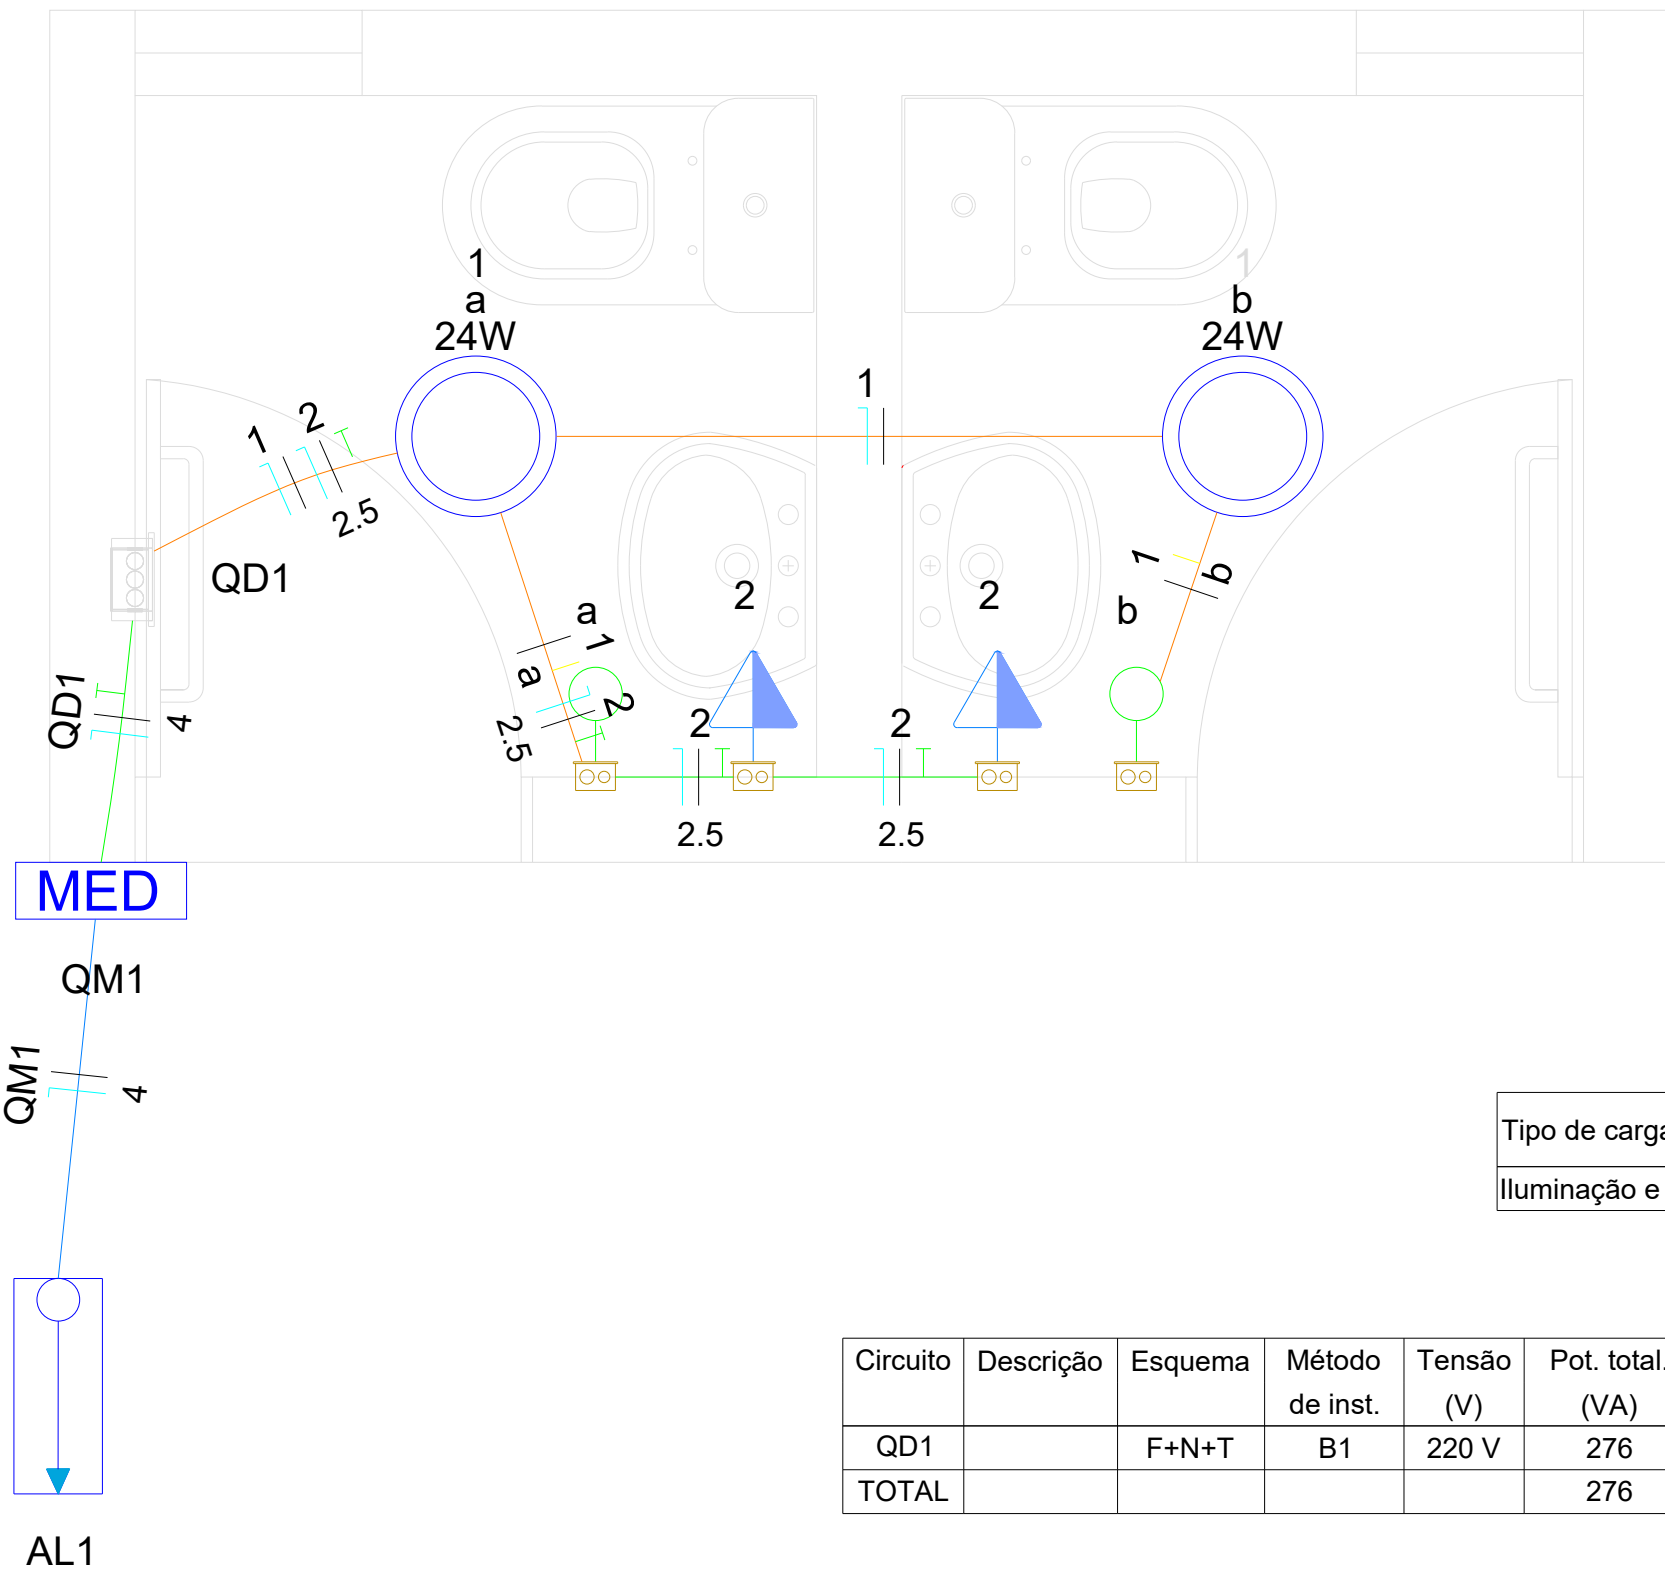 1
a
24W
1
b
24W
1
1
2
2.5
QD1
a
1
a
2
2.5
2
2
1
b
b
QD1
4
2
2
2.5
2.5
MED
QM1
QM1
4
AL1
Tipo de carga
Iluminação e
Circuito Descrição Esquema Método de inst. Tensão (V) Pot. total. (VA)
QD1 F+N+T B1 220 V 276
TOTAL 276